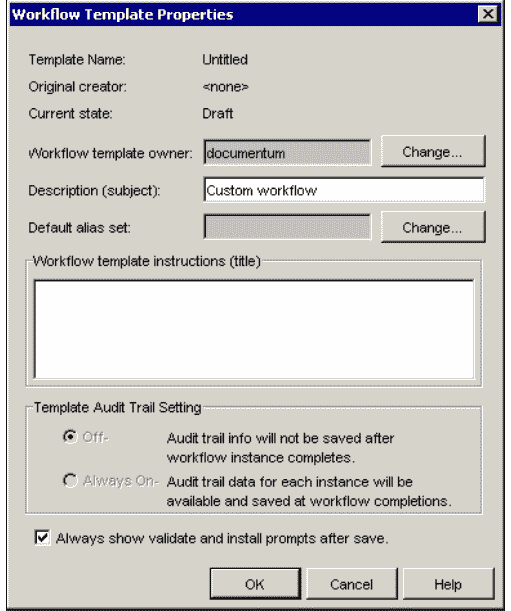 Workflow Template Properties
Template Name: Untitled
Original creator: <none>
Current state: Draft
Workflow template owner: documentum Change...
Description (subject): Custom workflow
Default alias set: Change...
Workflow template instructions (title)
Template Audit Trail Setting
Off- Audit trail info will not be saved after
workflow instance completes.
Always On- Audit trail data for each instance will be
available and saved at workflow completions.
Always show validate and install prompts after save.
OK Cancel Help